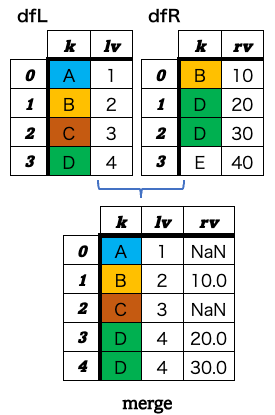 dfL dfR
k lv k rv
0 A 1 0 B 10
1 B 2 1 D 20
2 C 3 2 D 30
3 D 4 3 E 40
k lv rv
0 A 1 NaN
1 B 2 10.0
2 C 3 NaN
3 D 4 20.0
4 D 4 30.0
merge